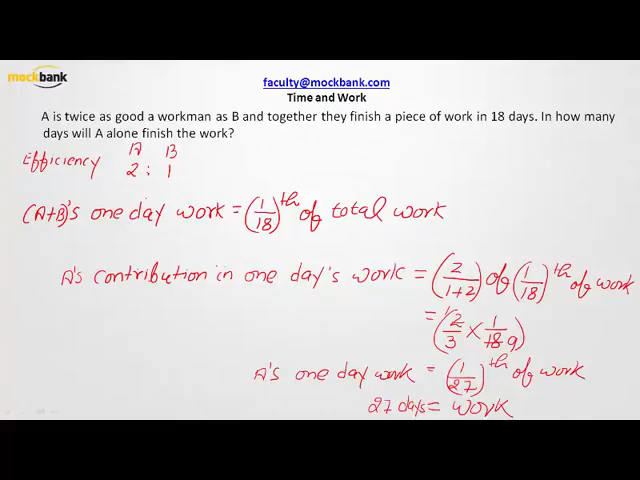 mockbank
faculty@mockbank.com
Time and Work
A is twice as good a workman as B and together they finish a piece of work in 18 days. In how many
days will A alone finish the work?
Efficiency A B
2 : 1
(A+B)'s one day work = (1/18)th of total work
A's contribution in one day's work = (2/1+2) of (1/18)th of work
= (2/3 × 1/18 9)
A's one day work = (1/27)th of work
27 days = work